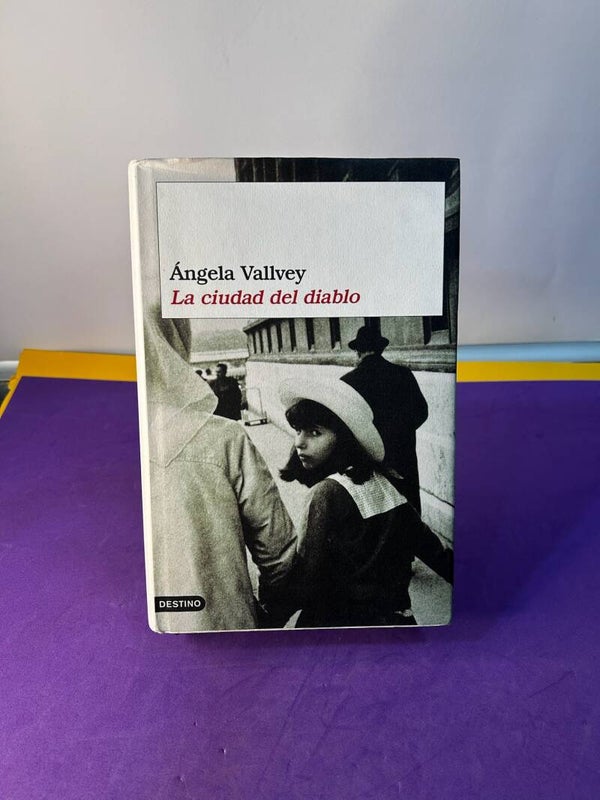 Ángela Vallvey
La ciudad del diablo
DESTINO